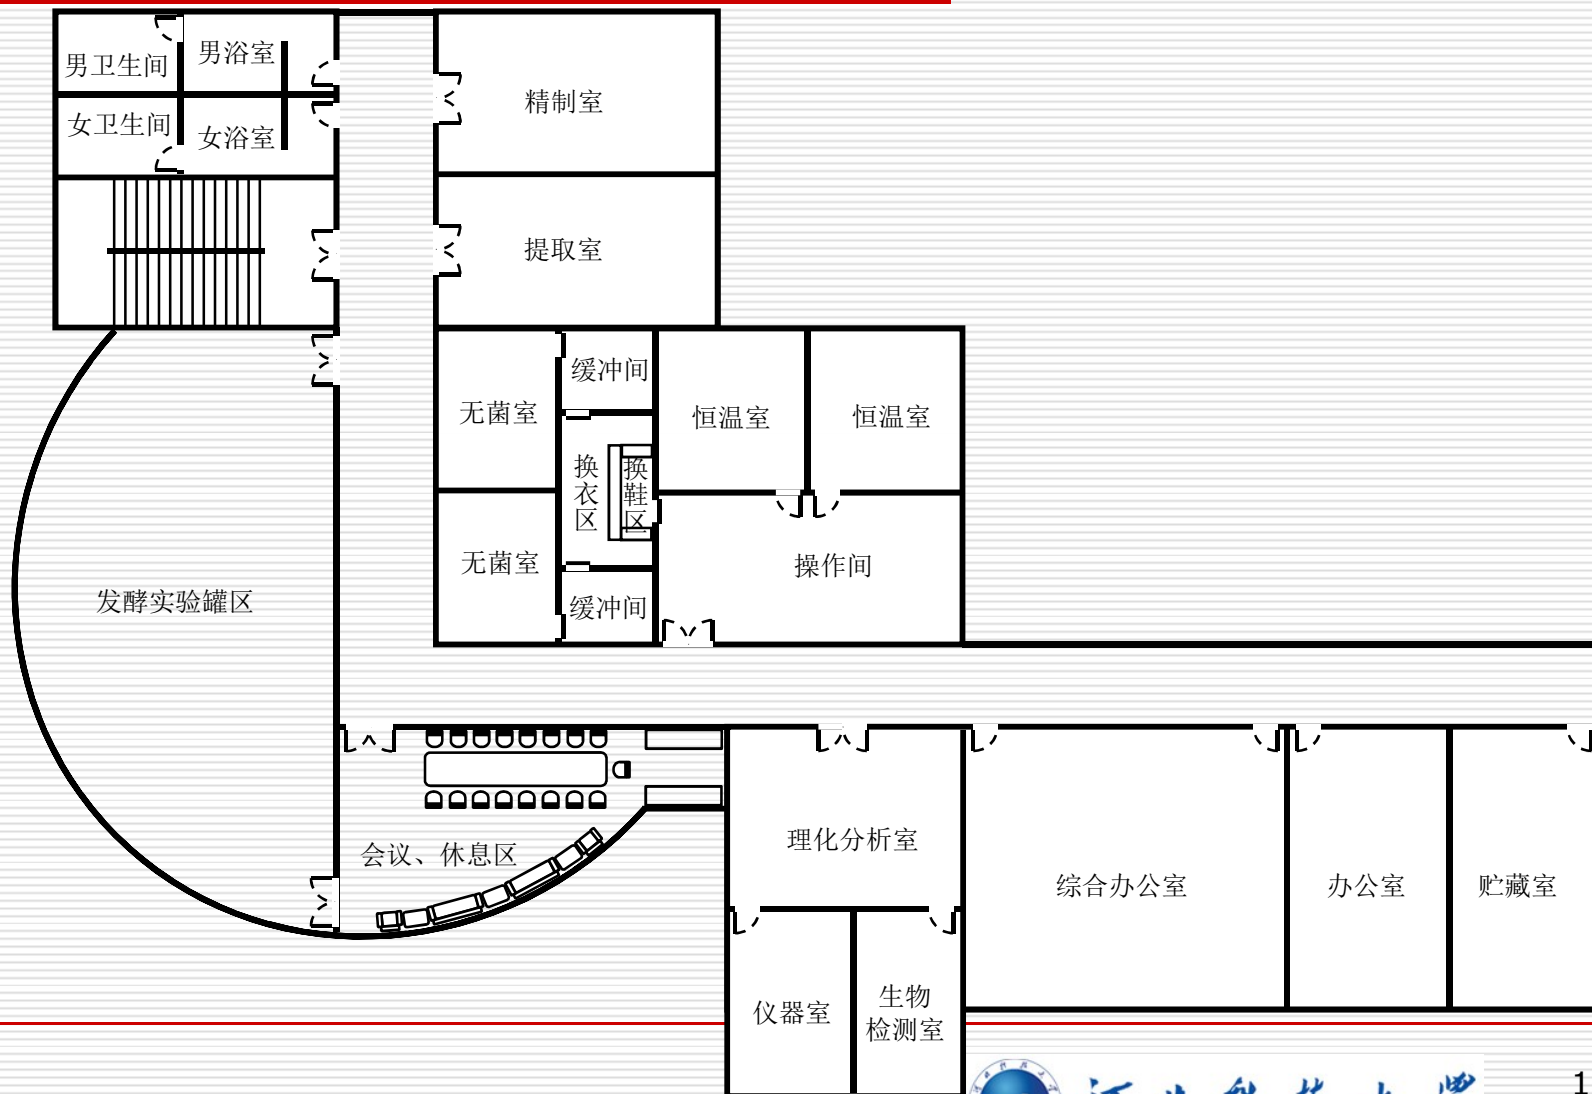 男卫生间
男浴室
女卫生间
女浴室
精制室
提取室
缓冲间
无菌室
恒温室
恒温室
换衣区
换鞋区
无菌室
操作间
缓冲间
发酵实验罐区
会议、休息区
理化分析室
综合办公室
办公室
贮藏室
仪器室
生物
检测室
1